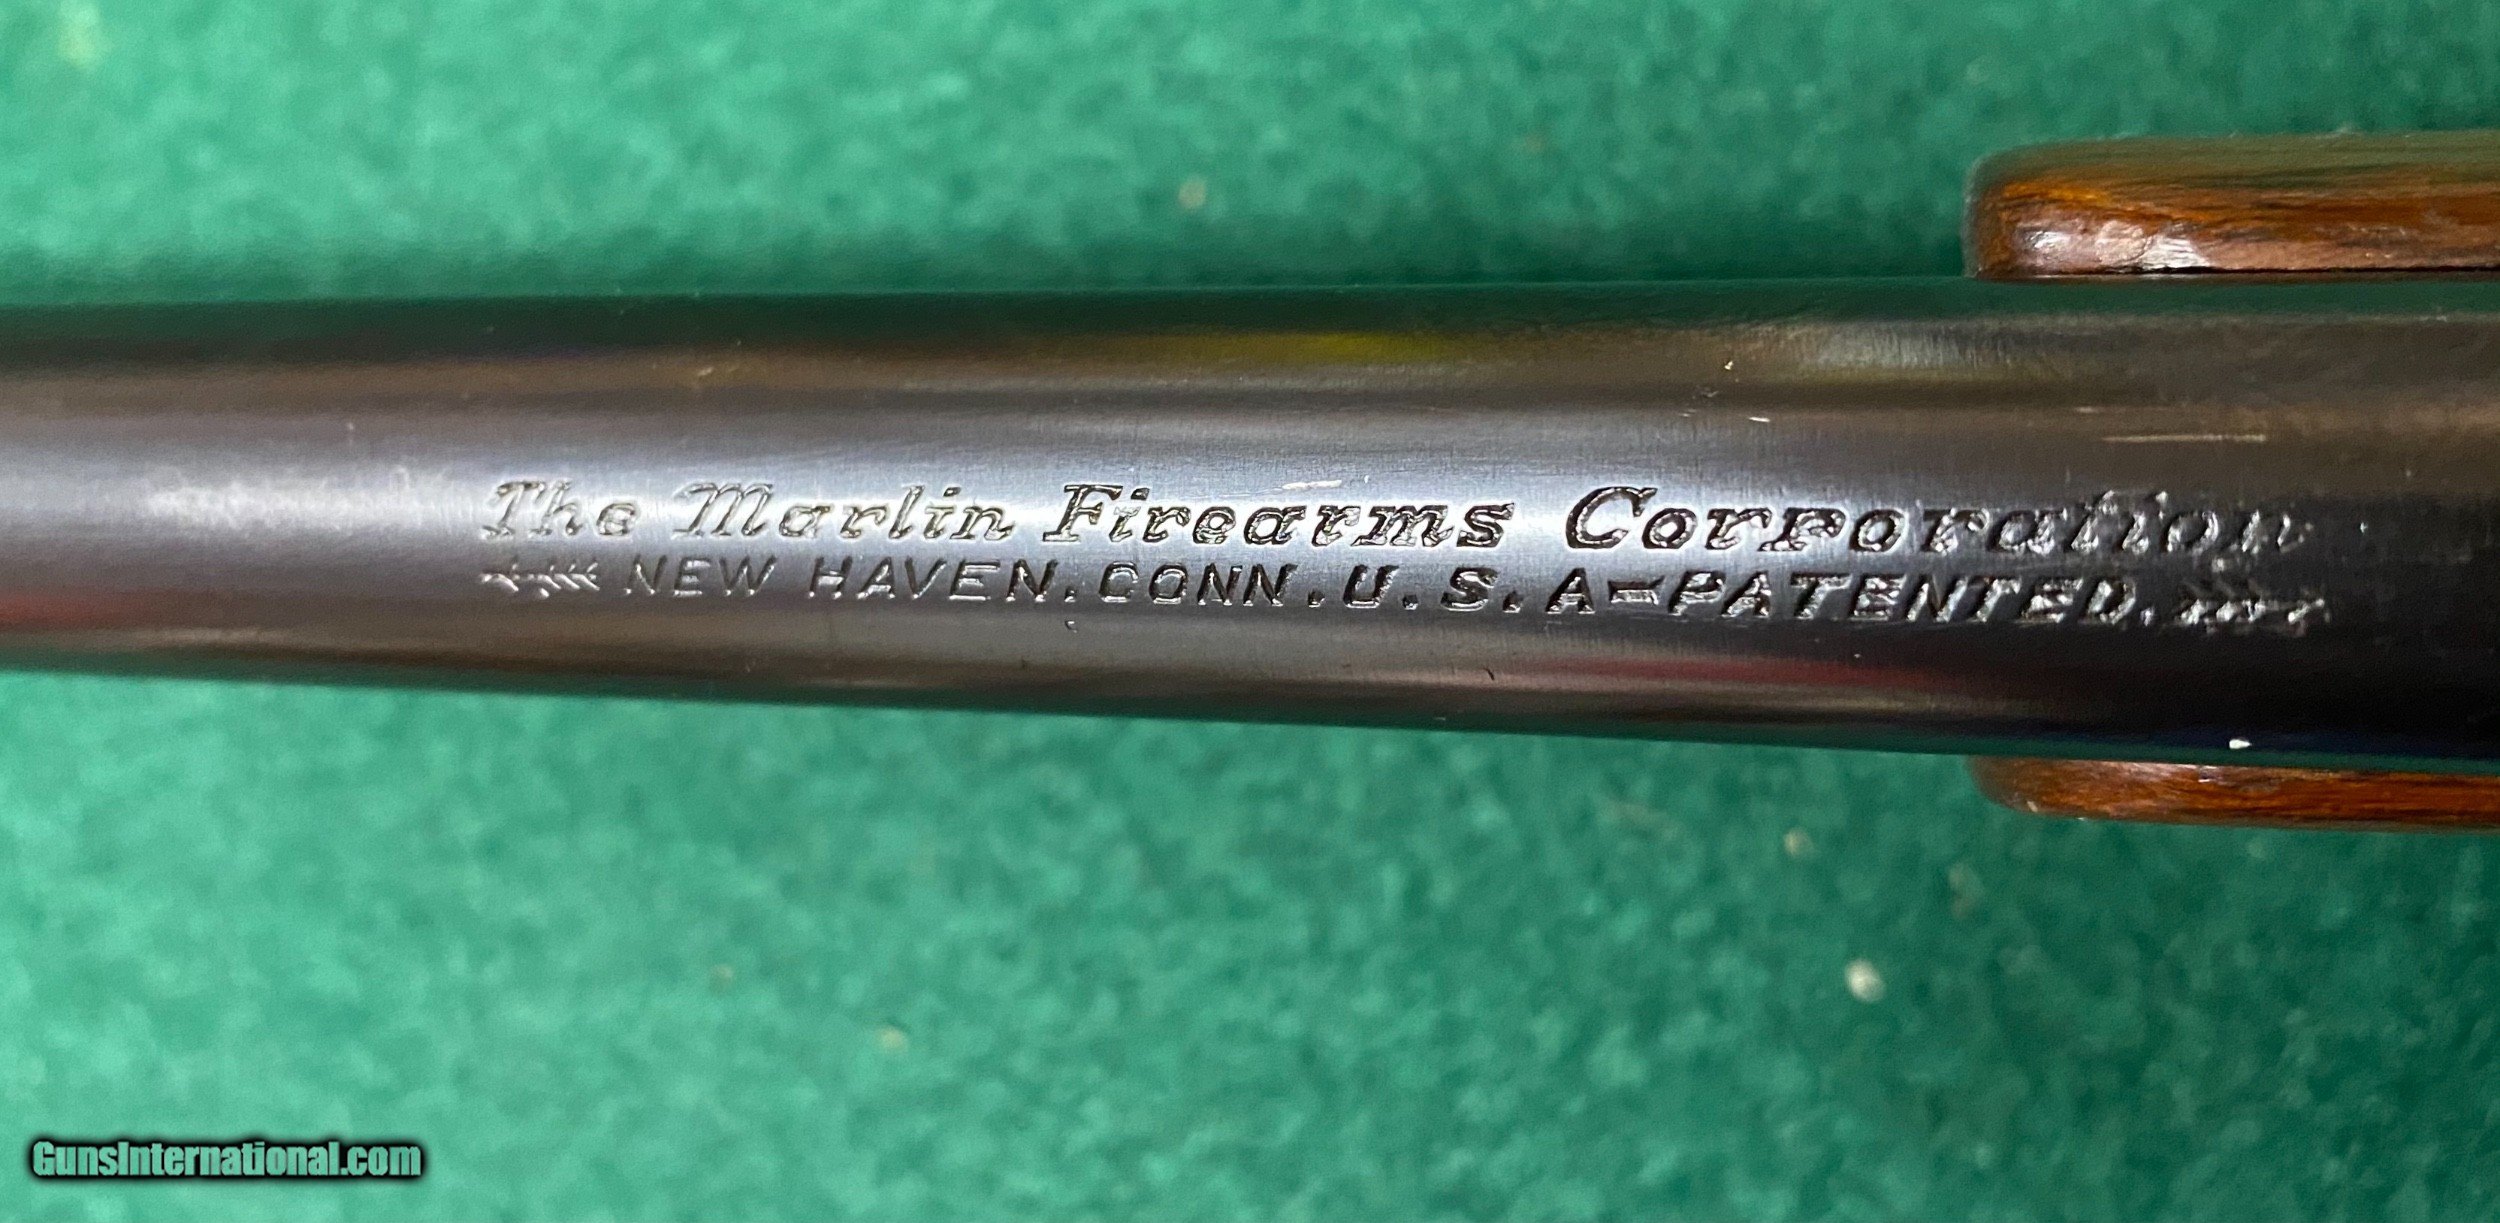 The Marlin Firearms Corporation
NEW HAVEN.CONN.U.S.A-PATENTED.
GunsInternational.com